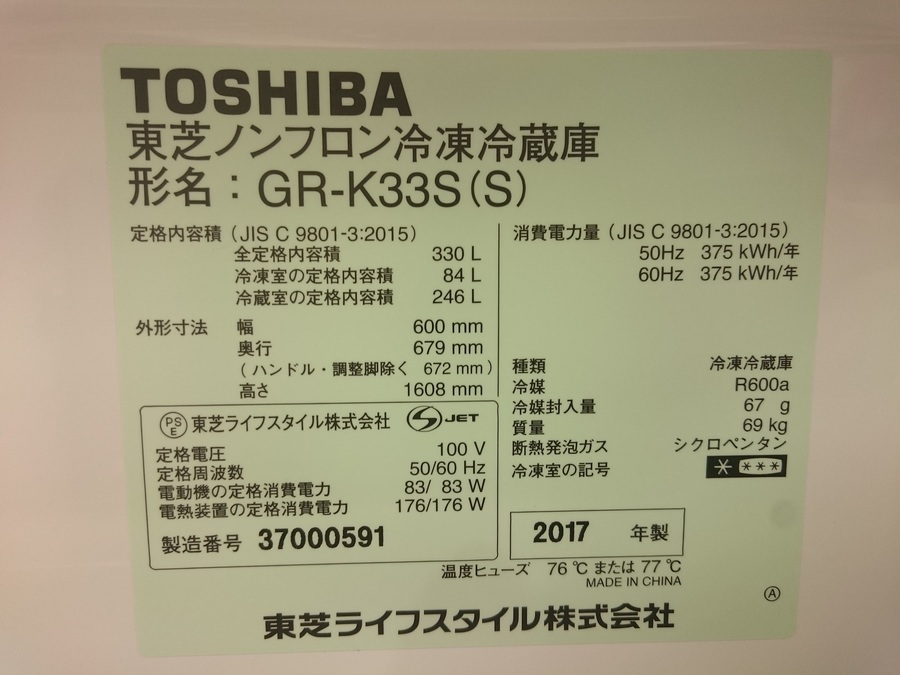 TOSHIBA
東芝ノンフロン冷凍冷蔵庫
形名：GR-K33S(S)
定格内容積（JIS C 9801-3:2015）
全定格内容積 330 L
冷凍室の定格内容積 84 L
冷蔵室の定格内容積 246 L
外形寸法 幅 600 mm
奥行 679 mm
（ハンドル・調整脚除く 672 mm）
高さ 1608 mm
消費電力量（JIS C 9801-3:2015）
50Hz 375 kWh/年
60Hz 375 kWh/年
種類 冷凍冷蔵庫
冷媒 R600a
冷媒封入量 67 g
質量 69 kg
断熱発泡ガス シクロペンタン
冷凍室の記号 * ***
PSE 東芝ライフスタイル株式会社 JET
定格電圧 100 V
定格周波数 50/60 Hz
電動機の定格消費電力 83/ 83 W
電熱装置の定格消費電力 176/176 W
製造番号 37000591
2017 年製
温度ヒューズ 76 ℃ または 77 ℃
MADE IN CHINA
Ⓐ
東芝ライフスタイル株式会社